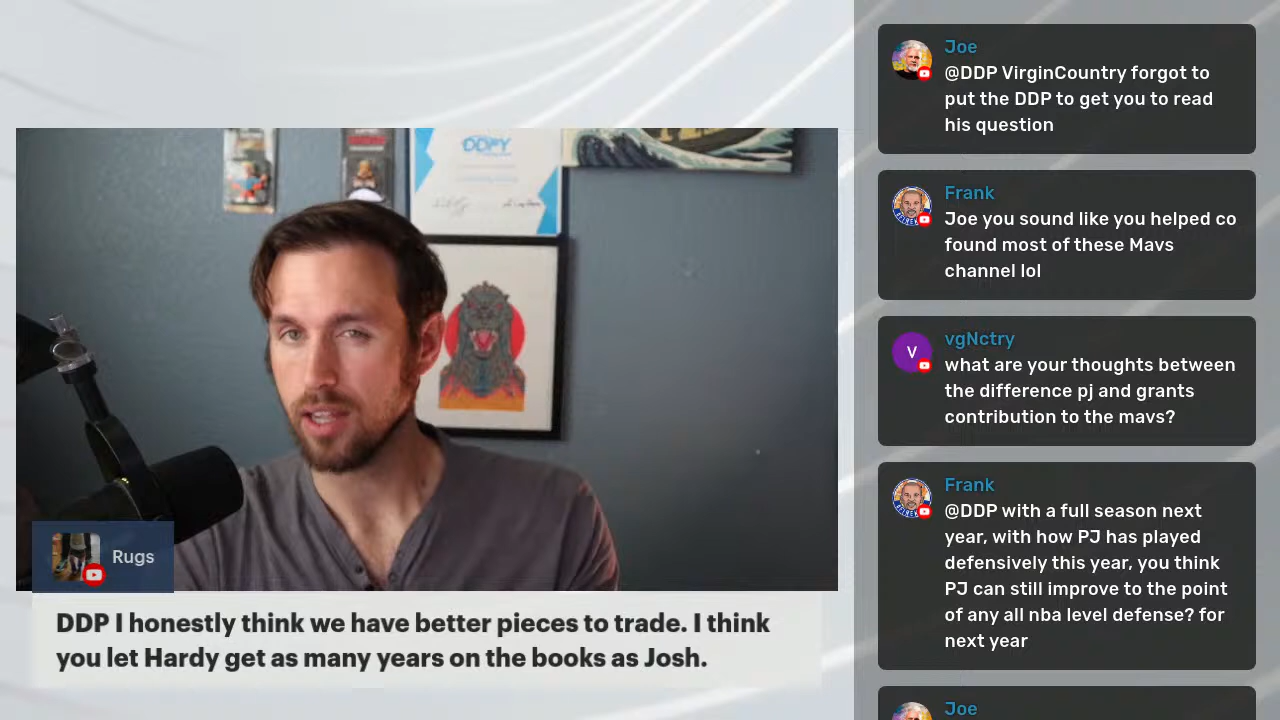 Joe
@DDP VirginCountry forgot to
put the DDP to get you to read
his question
Frank
Joe you sound like you helped co
found most of these Mavs
channel lol
V
vgNctry
what are your thoughts between
the difference pj and grants
contribution to the mavs?
Frank
@DDP with a full season next
year, with how PJ has played
defensively this year, you think
PJ can still improve to the point
of any all nba level defense? for
next year
Joe
DDPY
Rugs
DDP I honestly think we have better pieces to trade. I think
you let Hardy get as many years on the books as Josh.